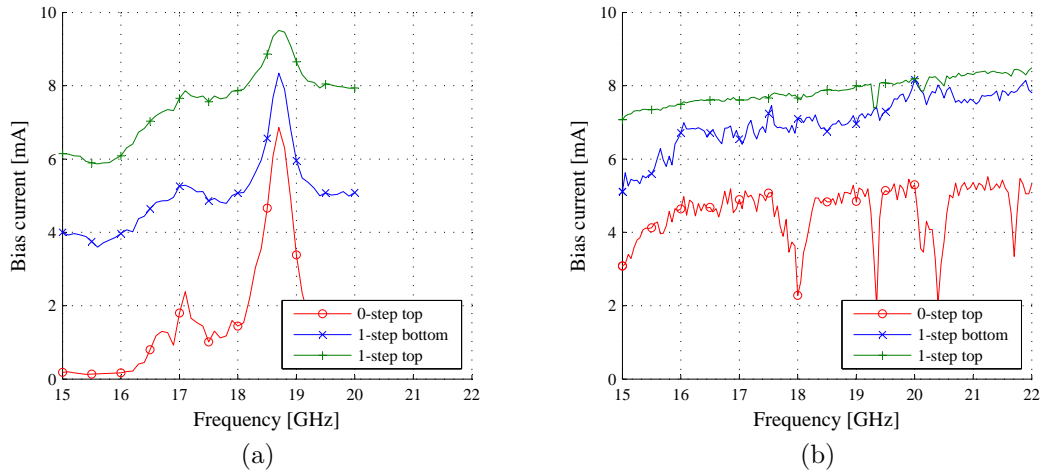 10
8
6
4
2
0
Bias current [mA]
15 16 17 18 19 20 21 22
Frequency [GHz]
0-step top
1-step bottom
1-step top
(a)
10
8
6
4
2
0
Bias current [mA]
15 16 17 18 19 20 21 22
Frequency [GHz]
0-step top
1-step bottom
1-step top
(b)